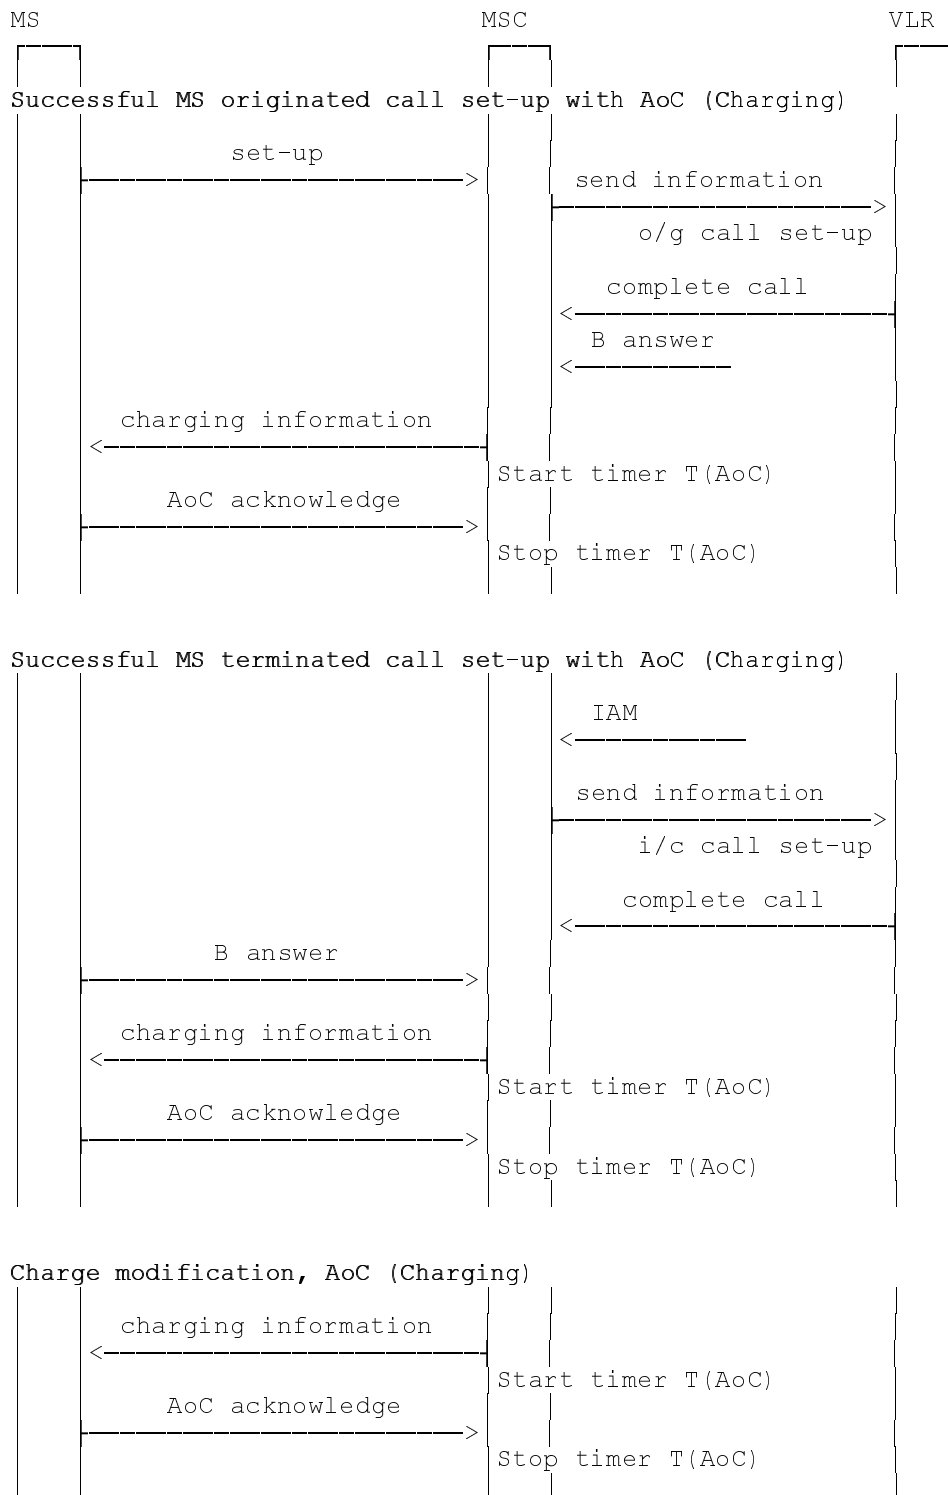 MS MSC VLR
Successful MS originated call set-up with AoC (Charging)
set-up
send information
o/g call set-up
complete call
B answer
charging information
Start timer T(AoC)
AoC acknowledge
Stop timer T(AoC)
Successful MS terminated call set-up with AoC (Charging)
IAM
send information
i/c call set-up
complete call
B answer
charging information
Start timer T(AoC)
AoC acknowledge
Stop timer T(AoC)
Charge modification, AoC (Charging)
charging information
Start timer T(AoC)
AoC acknowledge
Stop timer T(AoC)